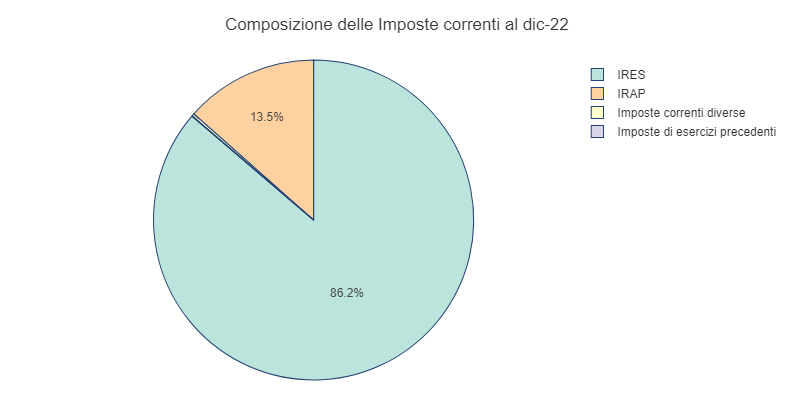 Composizione delle Imposte correnti al dic-22
IRES
IRAP
Imposte correnti diverse
Imposte di esercizi precedenti
13.5%
86.2%